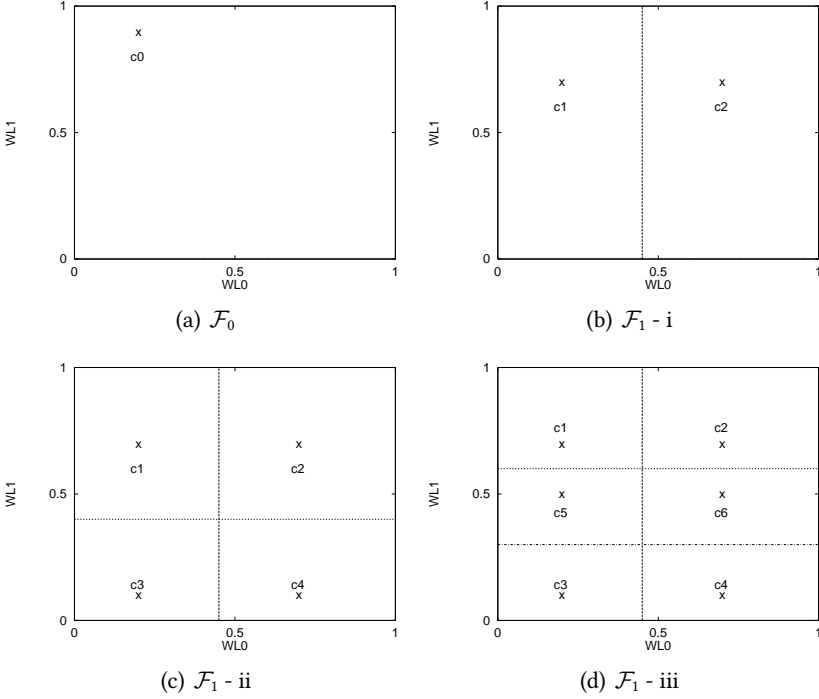 1
x
c0
WL1
0.5
0
0
0.5
1
WL0
(a) F₀
1
x
x
c1
c2
WL1
0.5
0
0
0.5
1
WL0
(b) F₁ - i
1
x
x
c1
c2
WL1
0.5
c3
c4
x
x
0
0
0.5
1
WL0
(c) F₁ - ii
1
c1
c2
x
x
WL1
0.5
x
x
c5
c6
c3
c4
x
x
0
0
0.5
1
WL0
(d) F₁ - iii